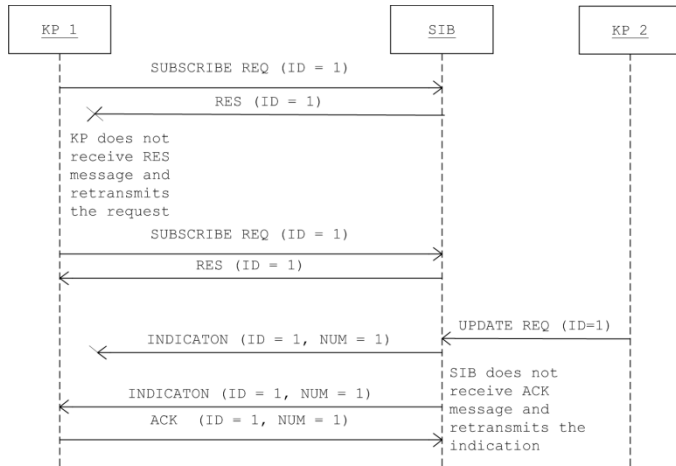 KP 1
SIB
KP 2
SUBSCRIBE REQ (ID = 1)
RES (ID = 1)
KP does not
receive RES
message and
retransmits
the request
SUBSCRIBE REQ (ID = 1)
RES (ID = 1)
UPDATE REQ (ID=1)
INDICATON (ID = 1, NUM = 1)
SIB does not
receive ACK
message and
retransmits the
indication
INDICATON (ID = 1, NUM = 1)
ACK (ID = 1, NUM = 1)